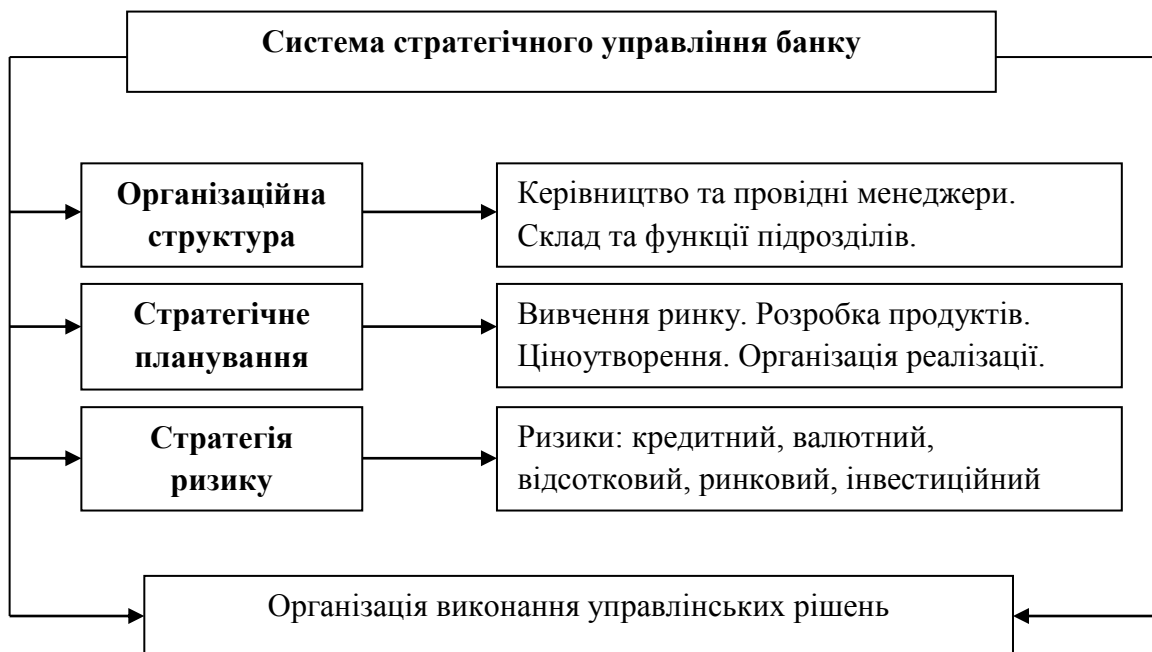 Система стратегічного управління банку
Організаційна
структура
Керівництво та провідні менеджери.
Склад та функції підрозділів.
Стратегічне
планування
Вивчення ринку. Розробка продуктів.
Ціноутворення. Організація реалізації.
Стратегія
ризику
Ризики: кредитний, валютний,
відсотковий, ринковий, інвестиційний
Організація виконання управлінських рішень